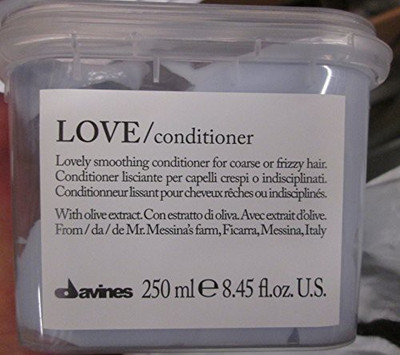 LOVE/conditioner
Lovely smoothing conditioner for coarse or frizzy hair.
Conditioner lisciante per capelli crespi o indisciplinati.
Conditionneur lissant pour cheveux rêches ou indisciplinés.
With olive extract. Con estratto di oliva. Avec extrait d'olive.
From / da / de Mr. Messina's farm, Ficarra, Messina, Italy
davines 250 ml ℮ 8.45 fl.oz. U.S.